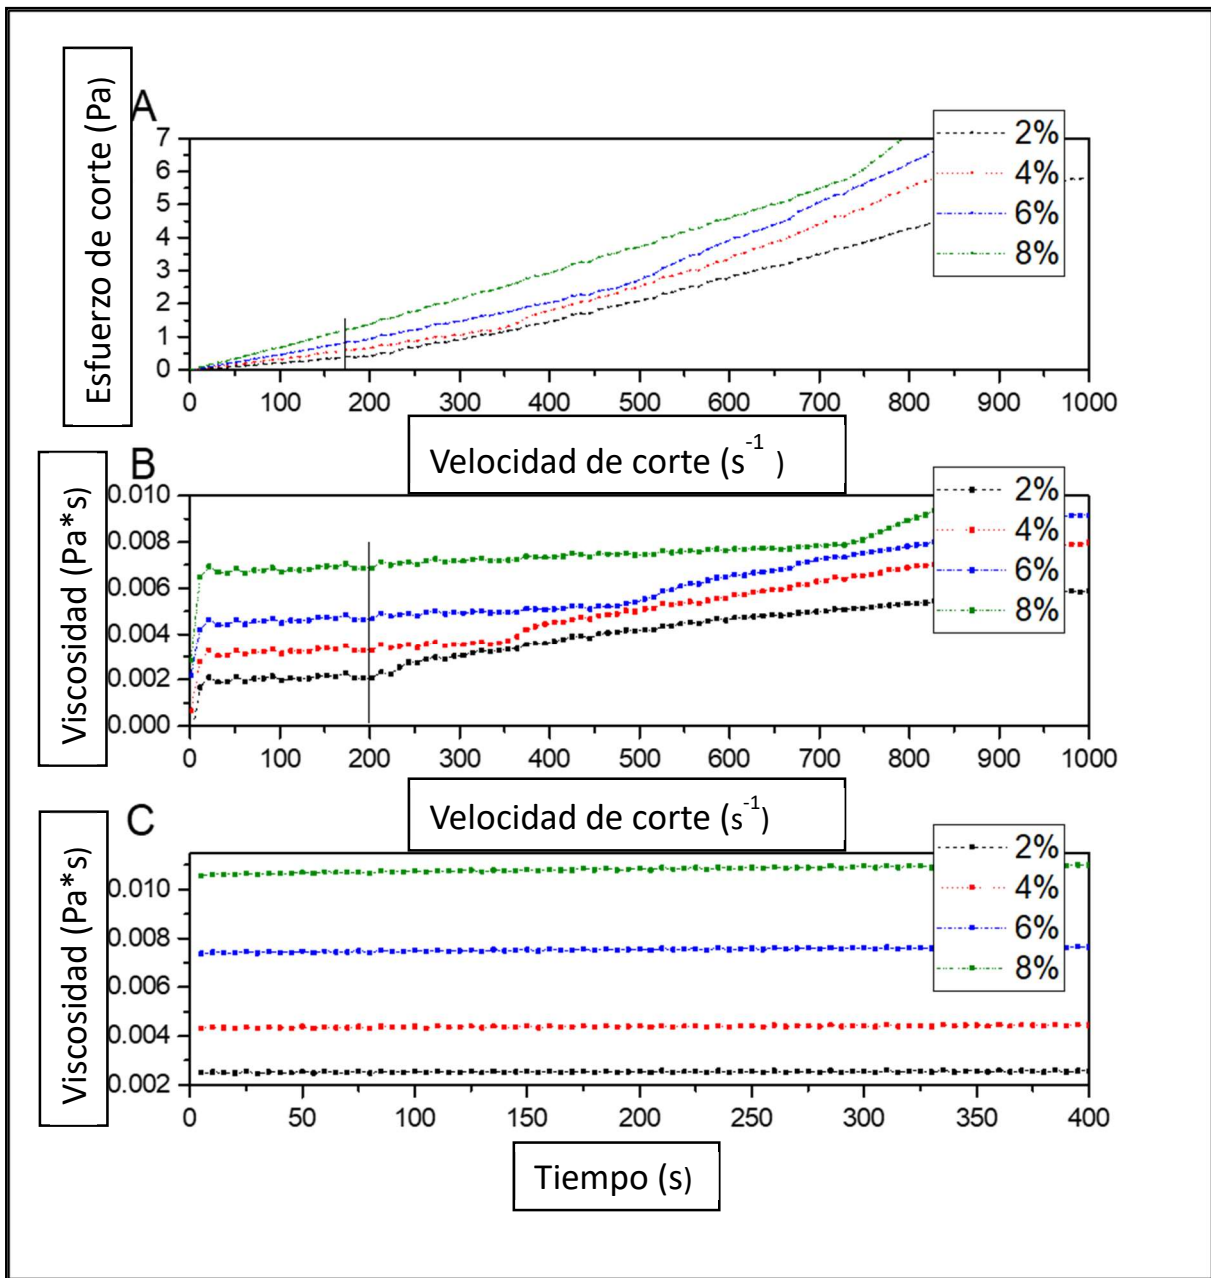 A
Esfuerzo de corte (Pa)
7
6
5
4
3
2
1
0
0 100 200 300 400 500 600 700 800 900 1000
2%
4%
6%
8%
Velocidad de corte (s-1 )
B
Viscosidad (Pa*s)
0.010
0.008
0.006
0.004
0.002
0.000
0 100 200 300 400 500 600 700 800 900 1000
2%
4%
6%
8%
Velocidad de corte (s-1)
C
Viscosidad (Pa*s)
0.010
0.008
0.006
0.004
0.002
0 50 100 150 200 250 300 350 400
2%
4%
6%
8%
Tiempo (s)